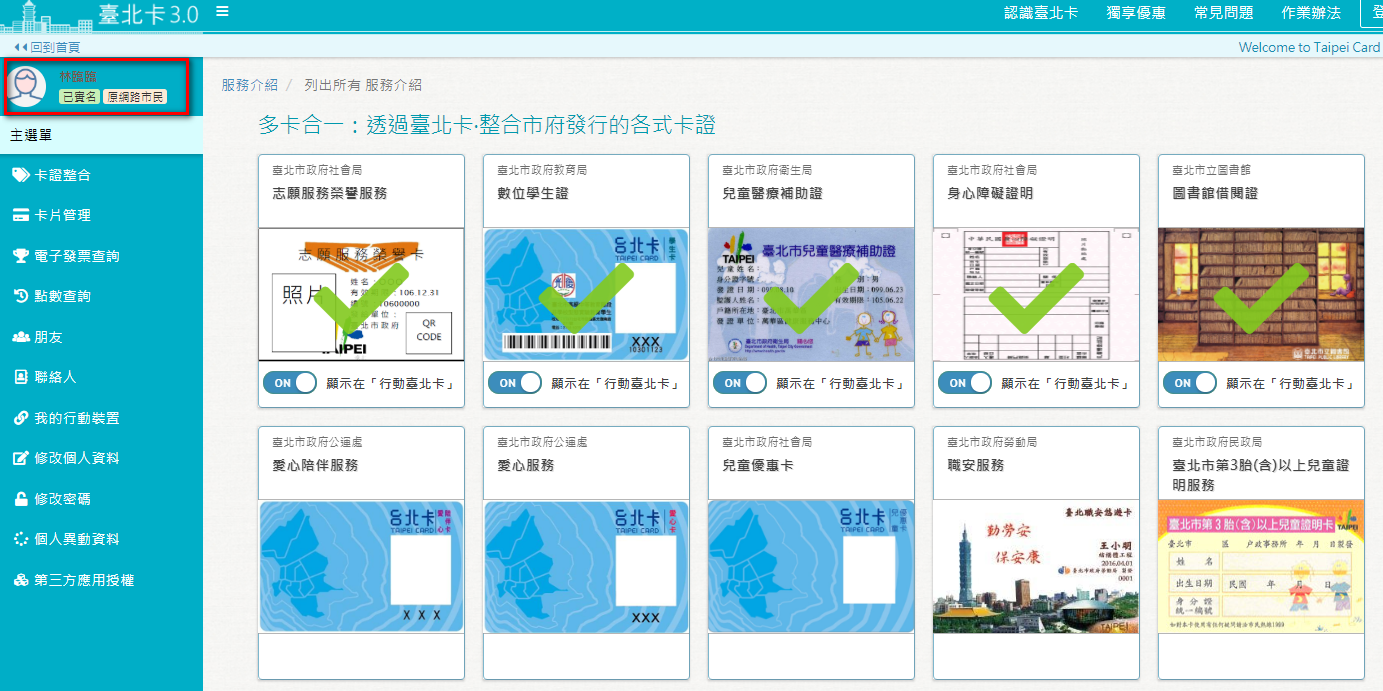 臺北卡3.0
認識臺北卡 獨享優惠 常見問題 作業辦法
回到首頁
Welcome to Taipei Card
已實名 原網路市民
主選單
卡證整合
卡片管理
電子發票查詢
點數查詢
朋友
聯絡人
我的行動裝置
修改個人資料
修改密碼
個人異動資料
第三方應用授權
服務介紹 / 列出所有 服務介紹
多卡合一：透過臺北卡‧整合市府發行的各式卡證
臺北市政府社會局
志願服務榮譽服務
志願服務榮譽卡
照片
106.12.31
QR
CODE
TAIPEI
ON 顯示在「行動臺北卡」
臺北市政府教育局
數位學生證
台北卡
學生卡
TAIPEI CARD
XXX
10301123
ON 顯示在「行動臺北卡」
臺北市政府衛生局
兒童醫療補助證
TAIPEI
臺北市兒童醫療補助證
兒童姓名：
ON 顯示在「行動臺北卡」
臺北市政府社會局
身心障礙證明
ON 顯示在「行動臺北卡」
臺北市立圖書館
圖書館借閱證
臺北市立圖書館
ON 顯示在「行動臺北卡」
臺北市政府公運處
愛心陪伴服務
台北卡
愛心陪伴卡
TAIPEI CARD
X X X
臺北市政府公運處
愛心服務
台北卡
愛心卡
TAIPEI CARD
XXX
臺北市政府社會局
兒童優惠卡
台北卡
兒童優惠卡
TAIPEI CARD
臺北市政府勞動局
職安服務
臺北職安悠遊卡
勤勞安
保安康
王小明
2016.04.01
0001
TAIPEI
臺北市政府民政局
臺北市第3胎(含)以上兒童證
明服務
臺北市第3胎(含)以上兒童證明卡
TAIPEI
臺北市 區 戶政事務所 年 月 日製發
姓 名
出生日期 民國 年 月 日
身分證
統一編號